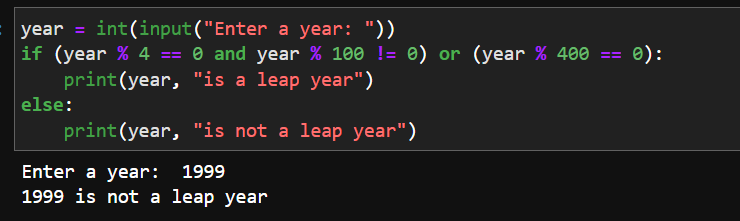 year = int(input("Enter a year: "))
if (year % 4 == 0 and year % 100 != 0) or (year % 400 == 0):
    print(year, "is a leap year")
else:
    print(year, "is not a leap year")
Enter a year:  1999
1999 is not a leap year